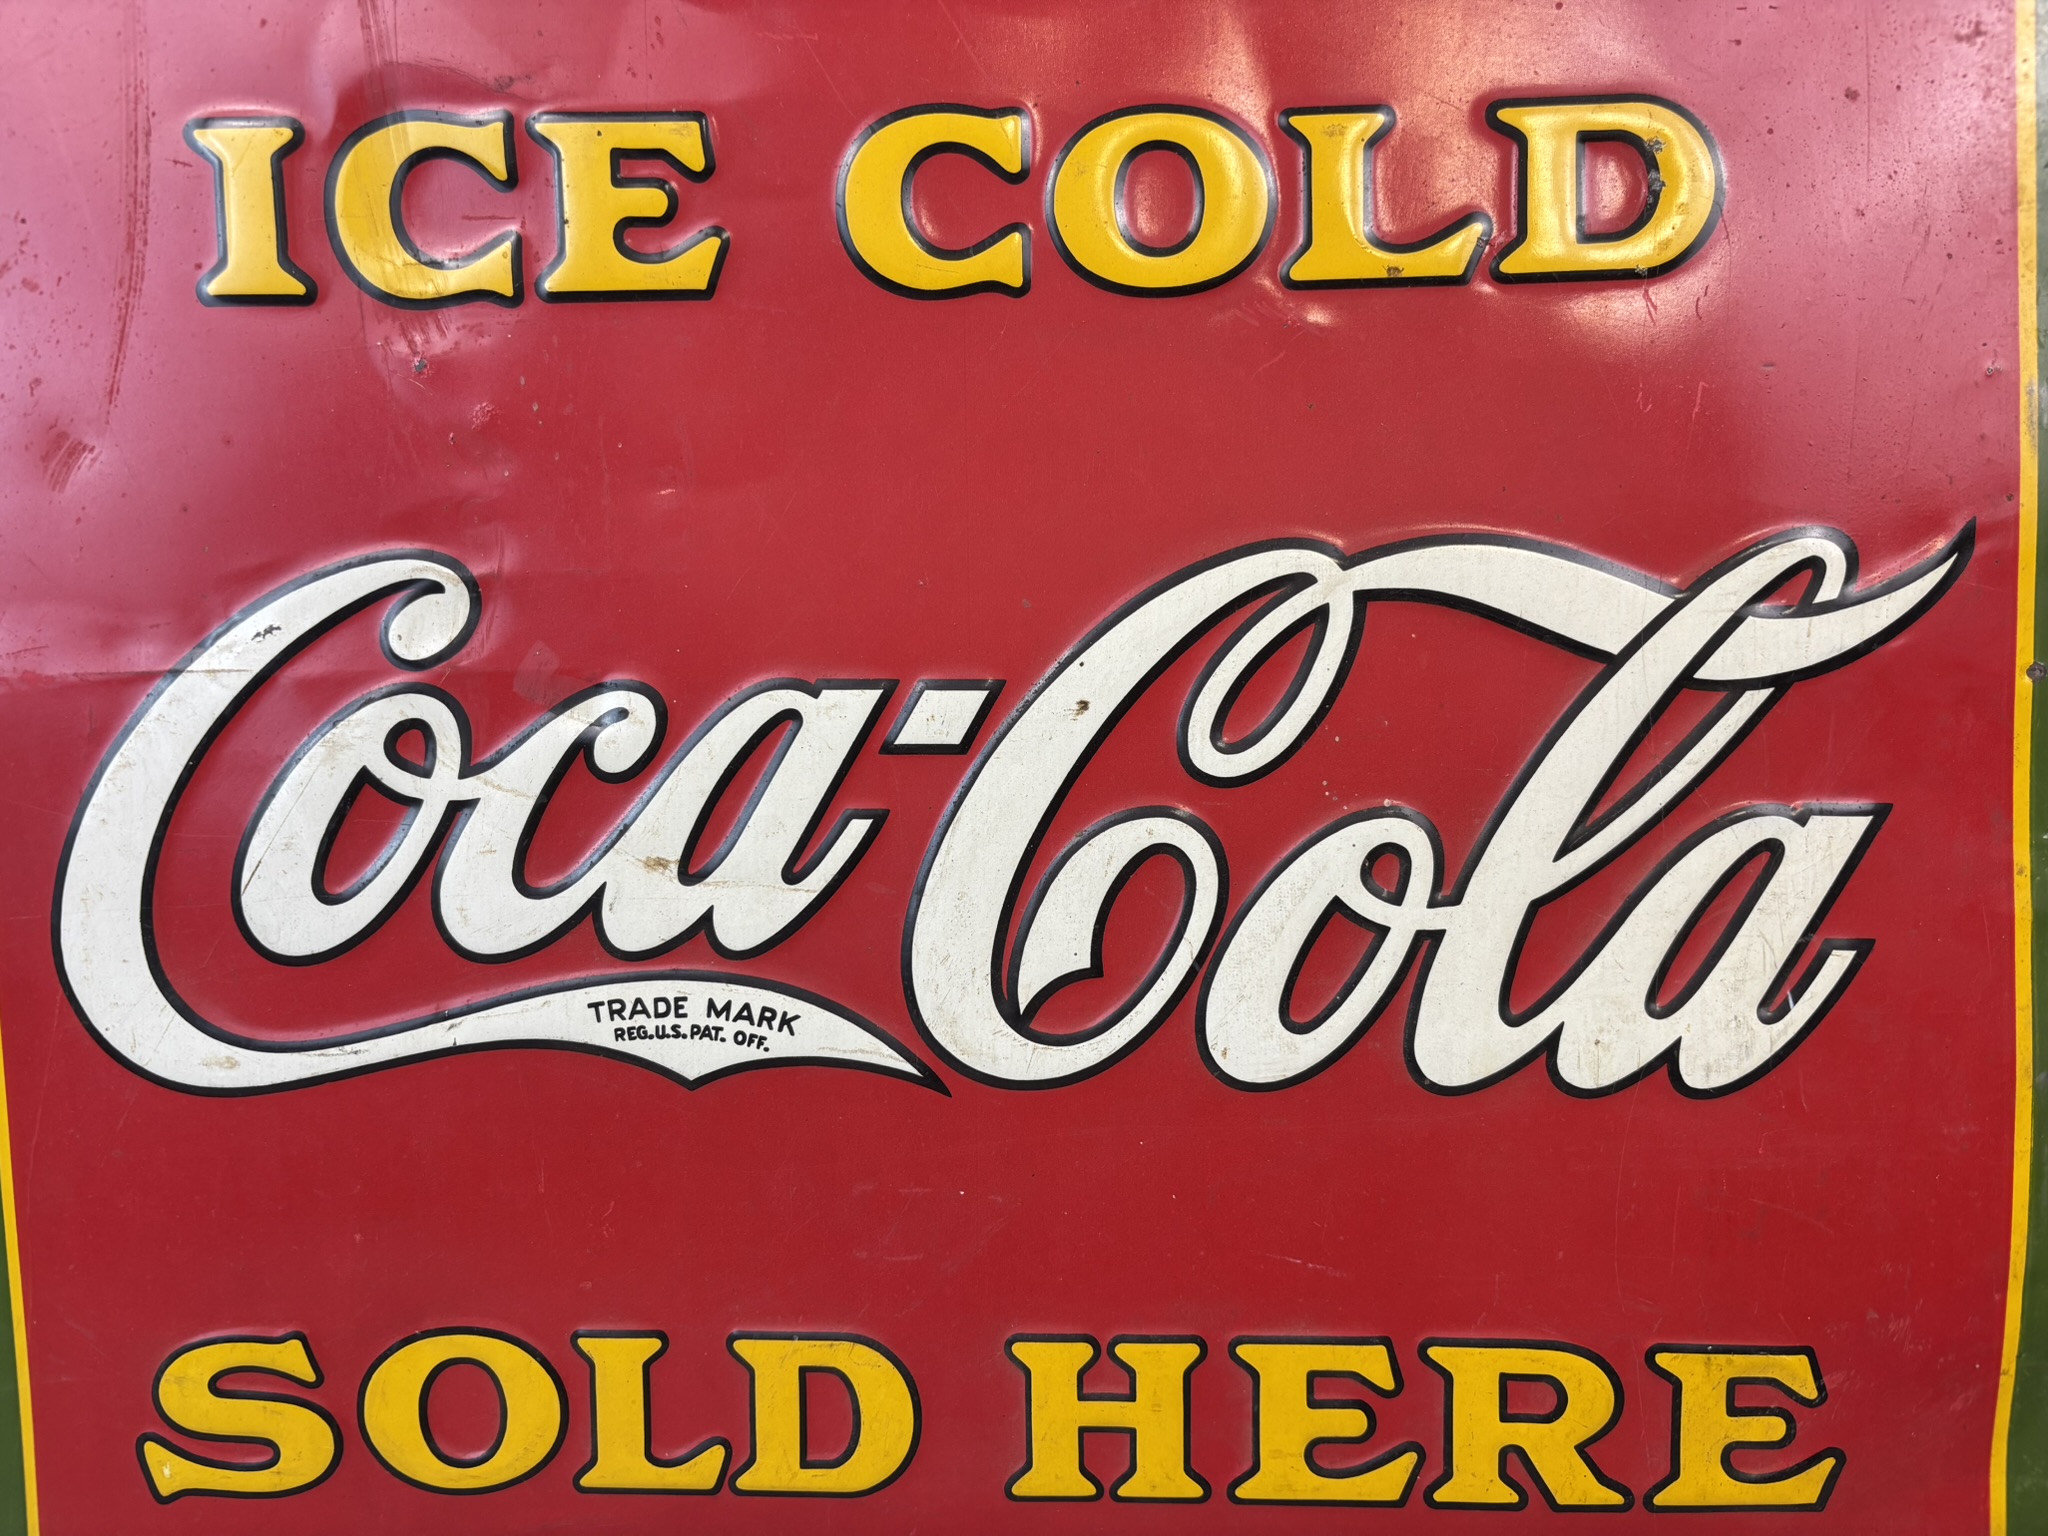 ICE COLD
Coca-Cola
TRADE MARK
REG.U.S.PAT. OFF.
SOLD HERE